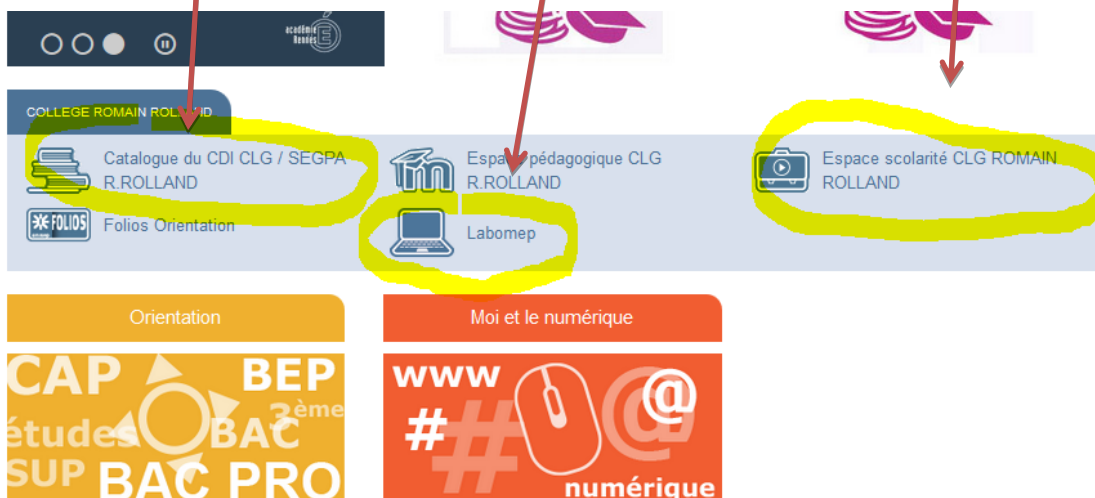 académie
Rennes
COLLEGE ROMAIN ROLLAND
Catalogue du CDI CLG / SEGPA
R.ROLLAND
FOLIOS
Folios Orientation
Espace pédagogique CLG
R.ROLLAND
Labomep
Espace scolarité CLG ROMAIN
ROLLAND
Orientation
CAP
BEP
études
BAC
3ème
SUP
BAC PRO
Moi et le numérique
www
@
# #
numérique